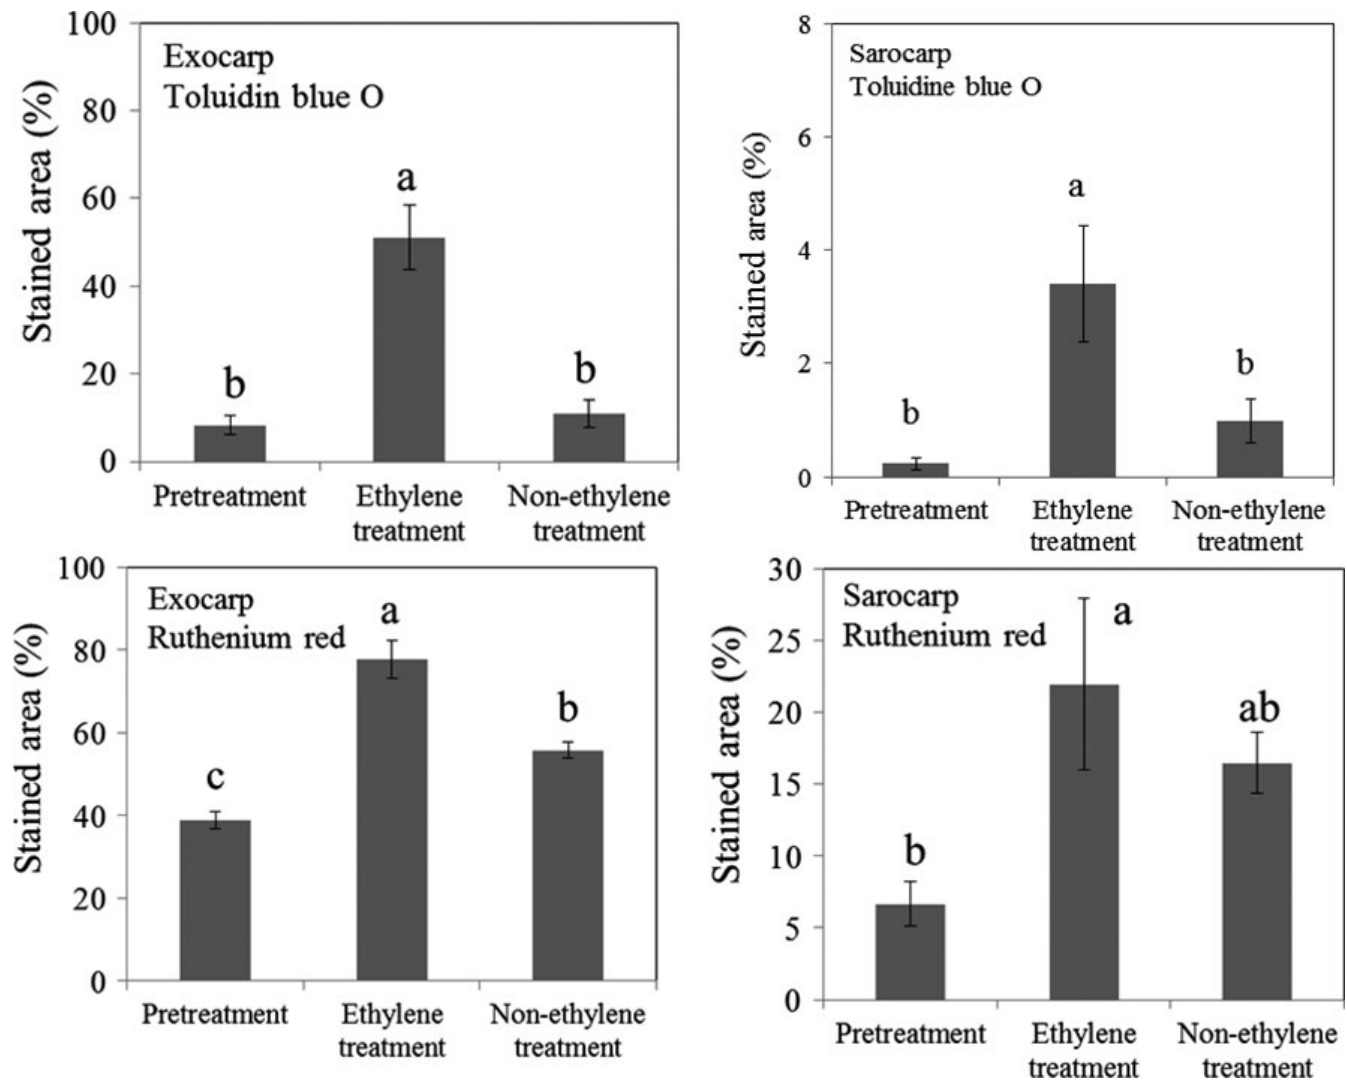 100
80
60
40
20
0
Stained area (%)
Exocarp
Toluidin blue O
b
a
b
Pretreatment
Ethylene
treatment
Non-ethylene
treatment
8
6
4
2
0
Stained area (%)
Sarocarp
Toluidine blue O
b
a
b
Pretreatment
Ethylene
treatment
Non-ethylene
treatment
100
80
60
40
20
0
Stained area (%)
Exocarp
Ruthenium red
c
a
b
Pretreatment
Ethylene
treatment
Non-ethylene
treatment
30
25
20
15
10
5
0
Stained area (%)
Sarocarp
Ruthenium red
b
a
ab
Pretreatment
Ethylene
treatment
Non-ethylene
treatment